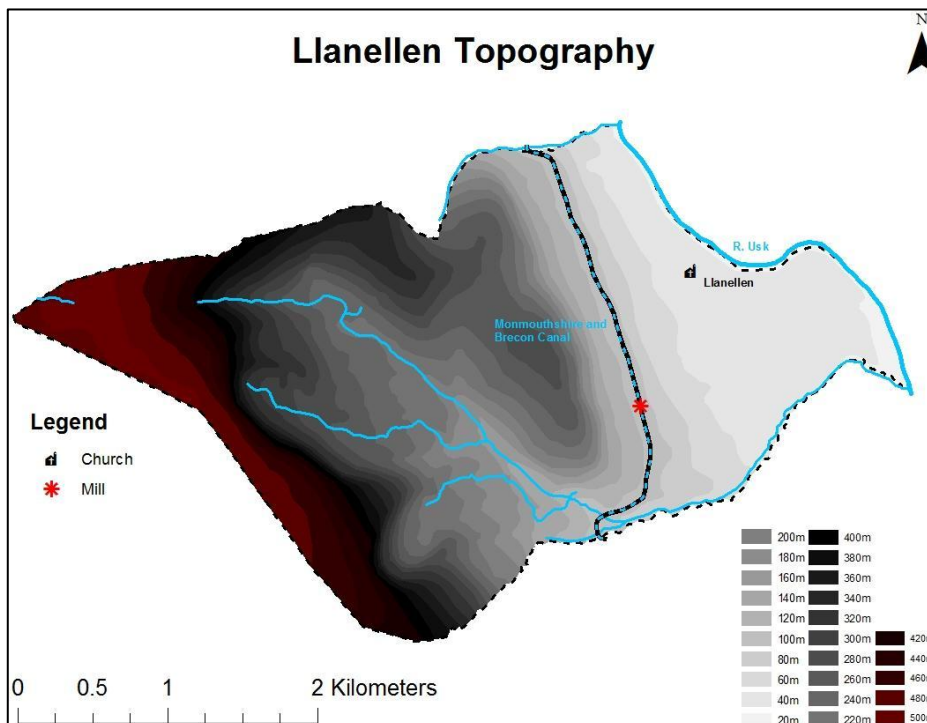 N
Llanellen Topography
R. Usk
Llanellen
Monmouthshire and
Brecon Canal
Legend
Church
Mill
200m 400m
180m 380m
160m 360m
140m 340m
120m 320m
100m 300m 420m
80m 280m 440m
60m 260m 460m
40m 240m 480m
20m 220m 500m
0 0.5 1 2 Kilometers